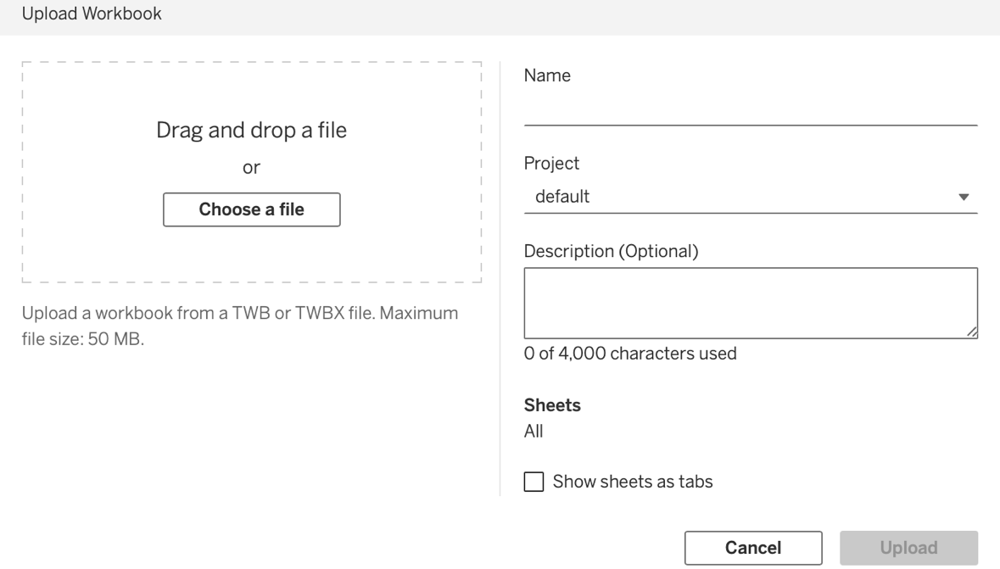 Upload Workbook
Drag and drop a file
or
Choose a file
Upload a workbook from a TWB or TWBX file. Maximum
file size: 50 MB.
Name
Project
default
Description (Optional)
0 of 4,000 characters used
Sheets
All
Show sheets as tabs
Cancel
Upload